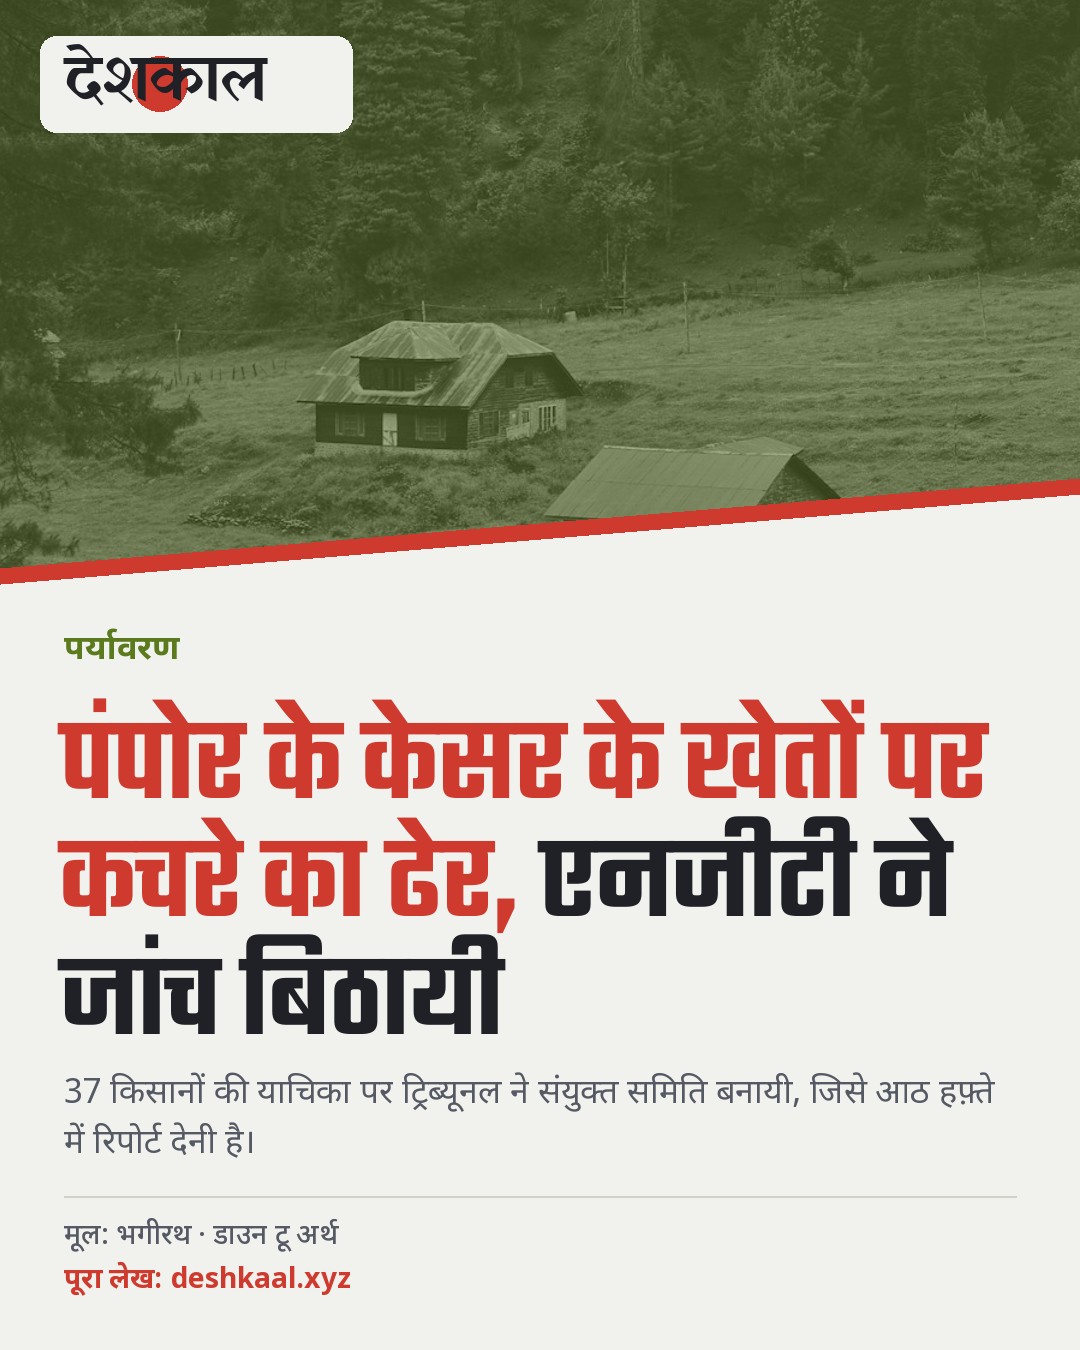 देशकाल
पर्यावरण
पंपोर के केसर के खेतों पर
कचरे का ढेर, एनजीटी ने
जांच बिठायी
37 किसानों की याचिका पर ट्रिब्यूनल ने संयुक्त समिति बनायी, जिसे आठ हफ़्ते
में रिपोर्ट देनी है।
मूल: भगीरथ · डाउन टू अर्थ
पूरा लेख: deshkaal.xyz